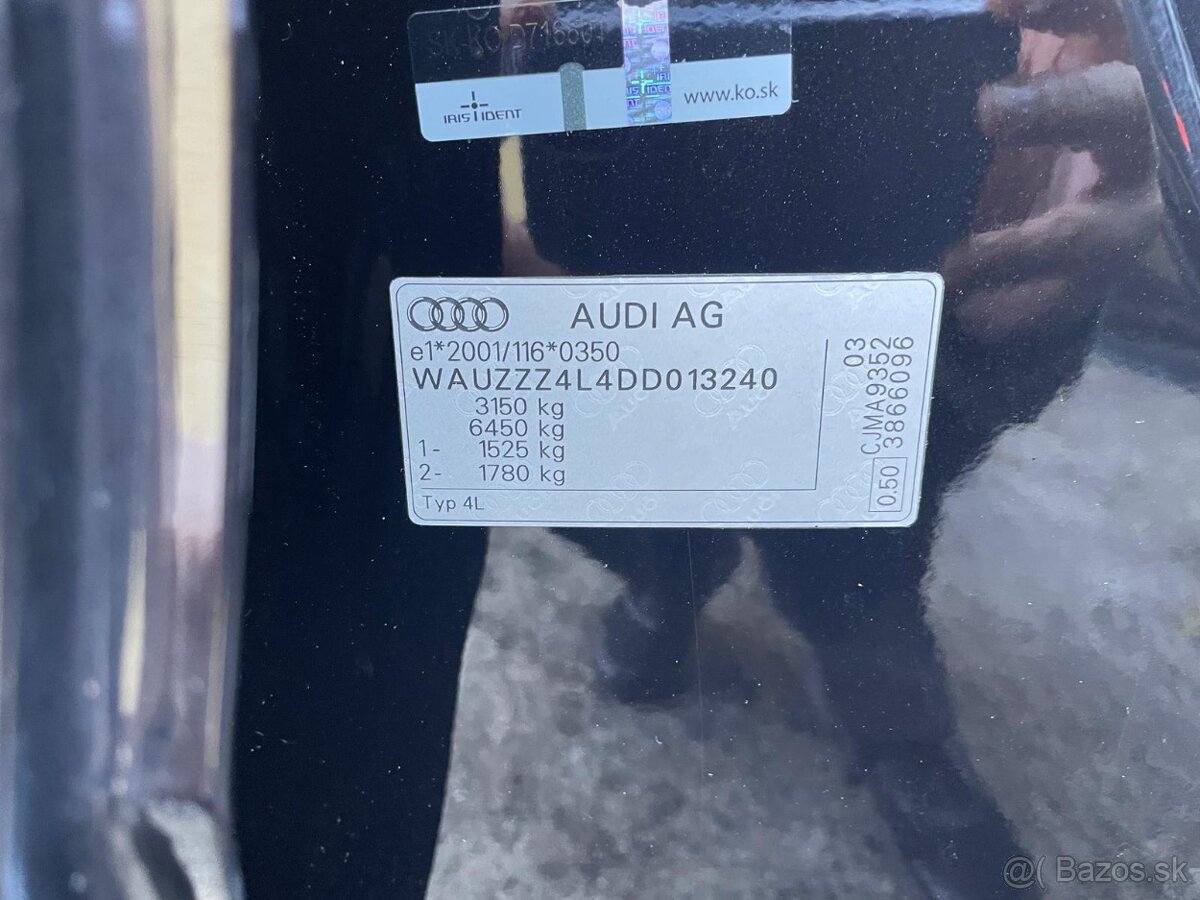 IRIS IDENT
www.ko.sk
AUDI AG
e1*2001/116*0350
WAUZZZ4L4DD013240
3150 kg
6450 kg
1- 1525 kg
2- 1780 kg
Typ 4L
03
CJMA9352
3866096
0.50
@( Bazos.sk